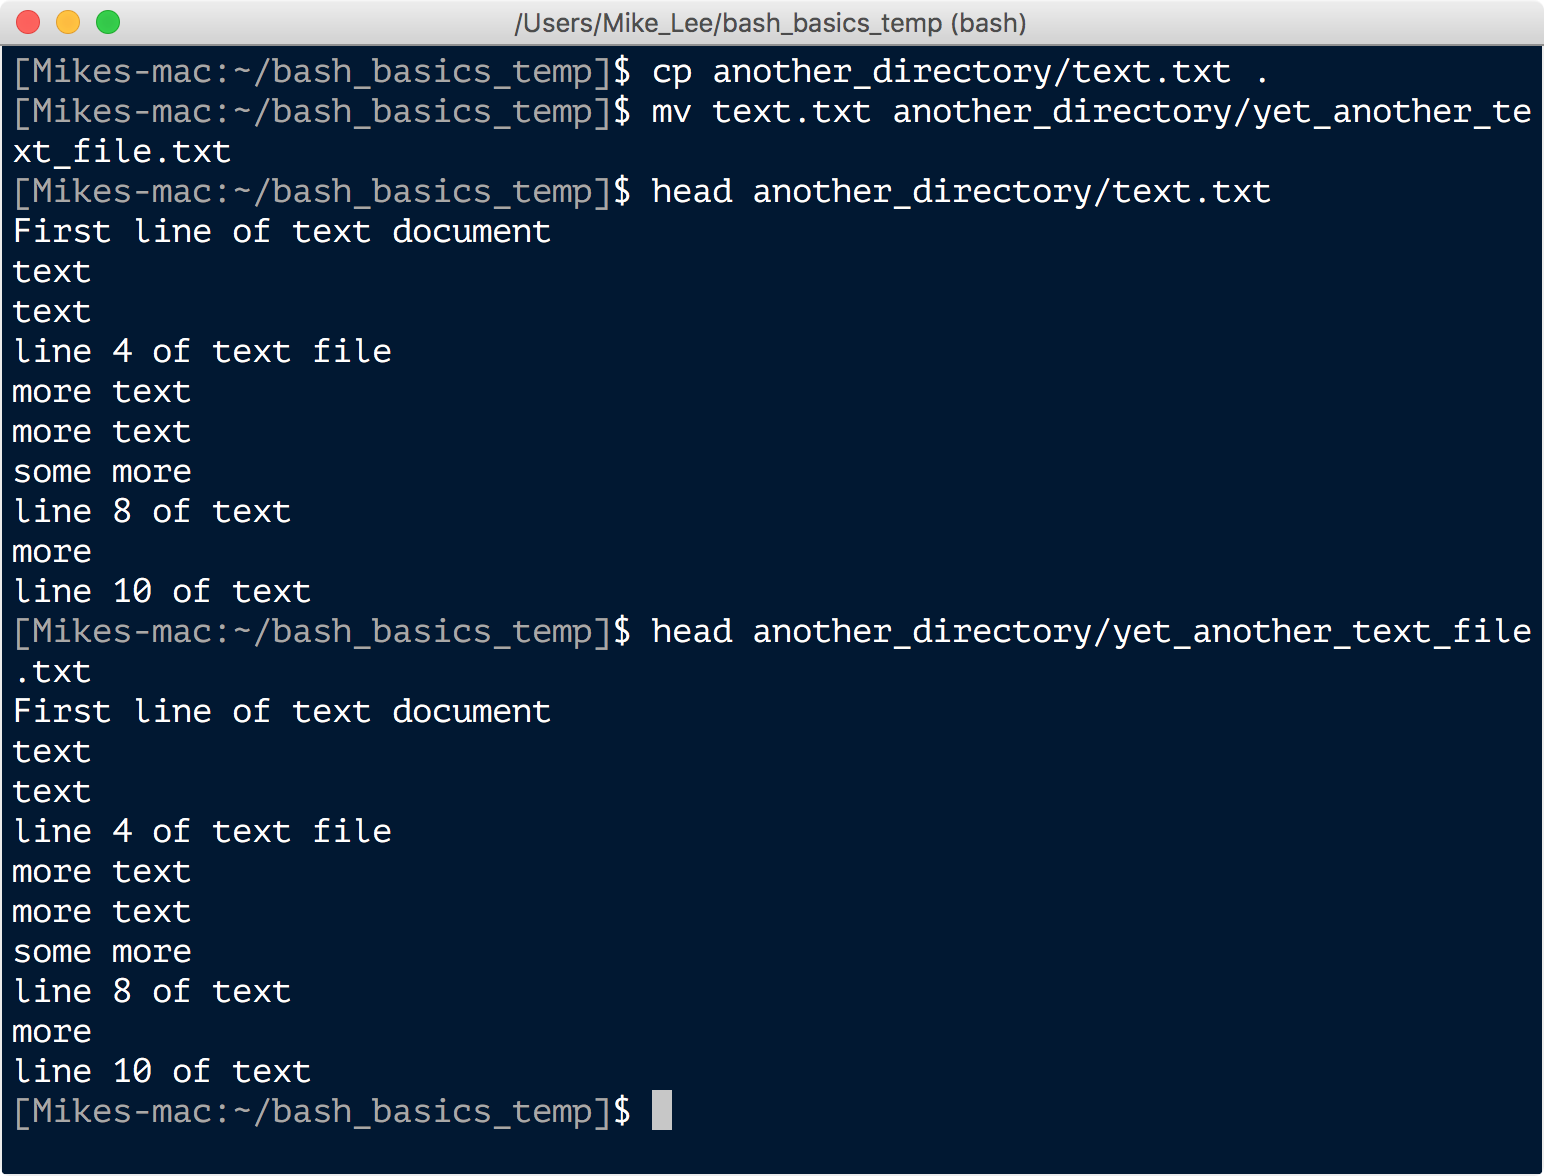 /Users/Mike_Lee/bash_basics_temp (bash)
[Mikes-mac:~/bash_basics_temp]$ cp another_directory/text.txt .
[Mikes-mac:~/bash_basics_temp]$ mv text.txt another_directory/yet_another_te
xt_file.txt
[Mikes-mac:~/bash_basics_temp]$ head another_directory/text.txt
First line of text document
text
text
line 4 of text file
more text
more text
some more
line 8 of text
more
line 10 of text
[Mikes-mac:~/bash_basics_temp]$ head another_directory/yet_another_text_file
.txt
First line of text document
text
text
line 4 of text file
more text
more text
some more
line 8 of text
more
line 10 of text
[Mikes-mac:~/bash_basics_temp]$